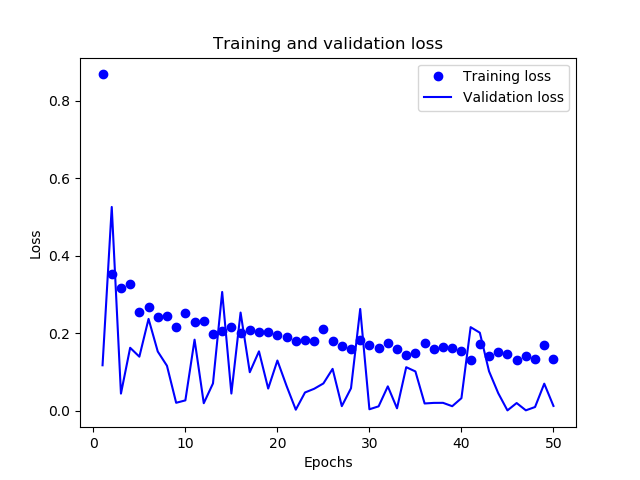 Training and validation loss
Training loss
Validation loss
Loss
0.8
0.6
0.4
0.2
0.0
0 10 20 30 40 50
Epochs